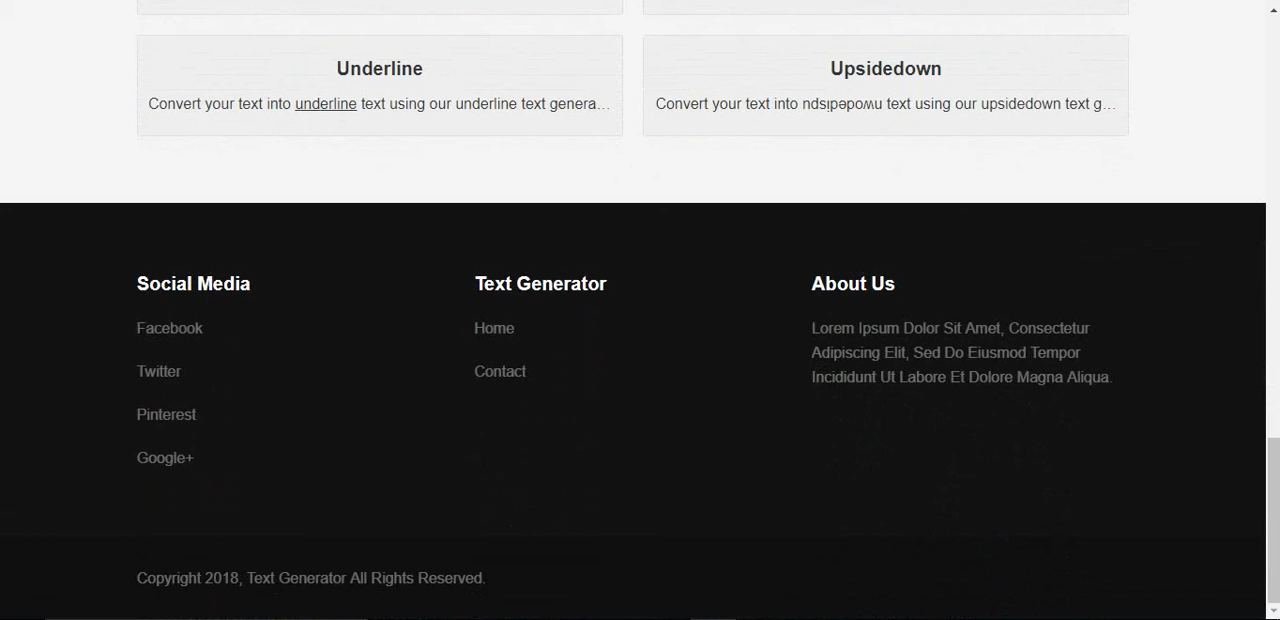 Underline
Convert your text into underline text using our underline text genera...
Upsidedown
Convert your text into ndsᴉpǝpoʍu text using our upsidedown text g...
Social Media
Facebook
Twitter
Pinterest
Google+
Text Generator
Home
Contact
About Us
Lorem Ipsum Dolor Sit Amet, Consectetur
Adipiscing Elit, Sed Do Eiusmod Tempor
Incididunt Ut Labore Et Dolore Magna Aliqua.
Copyright 2018, Text Generator All Rights Reserved.